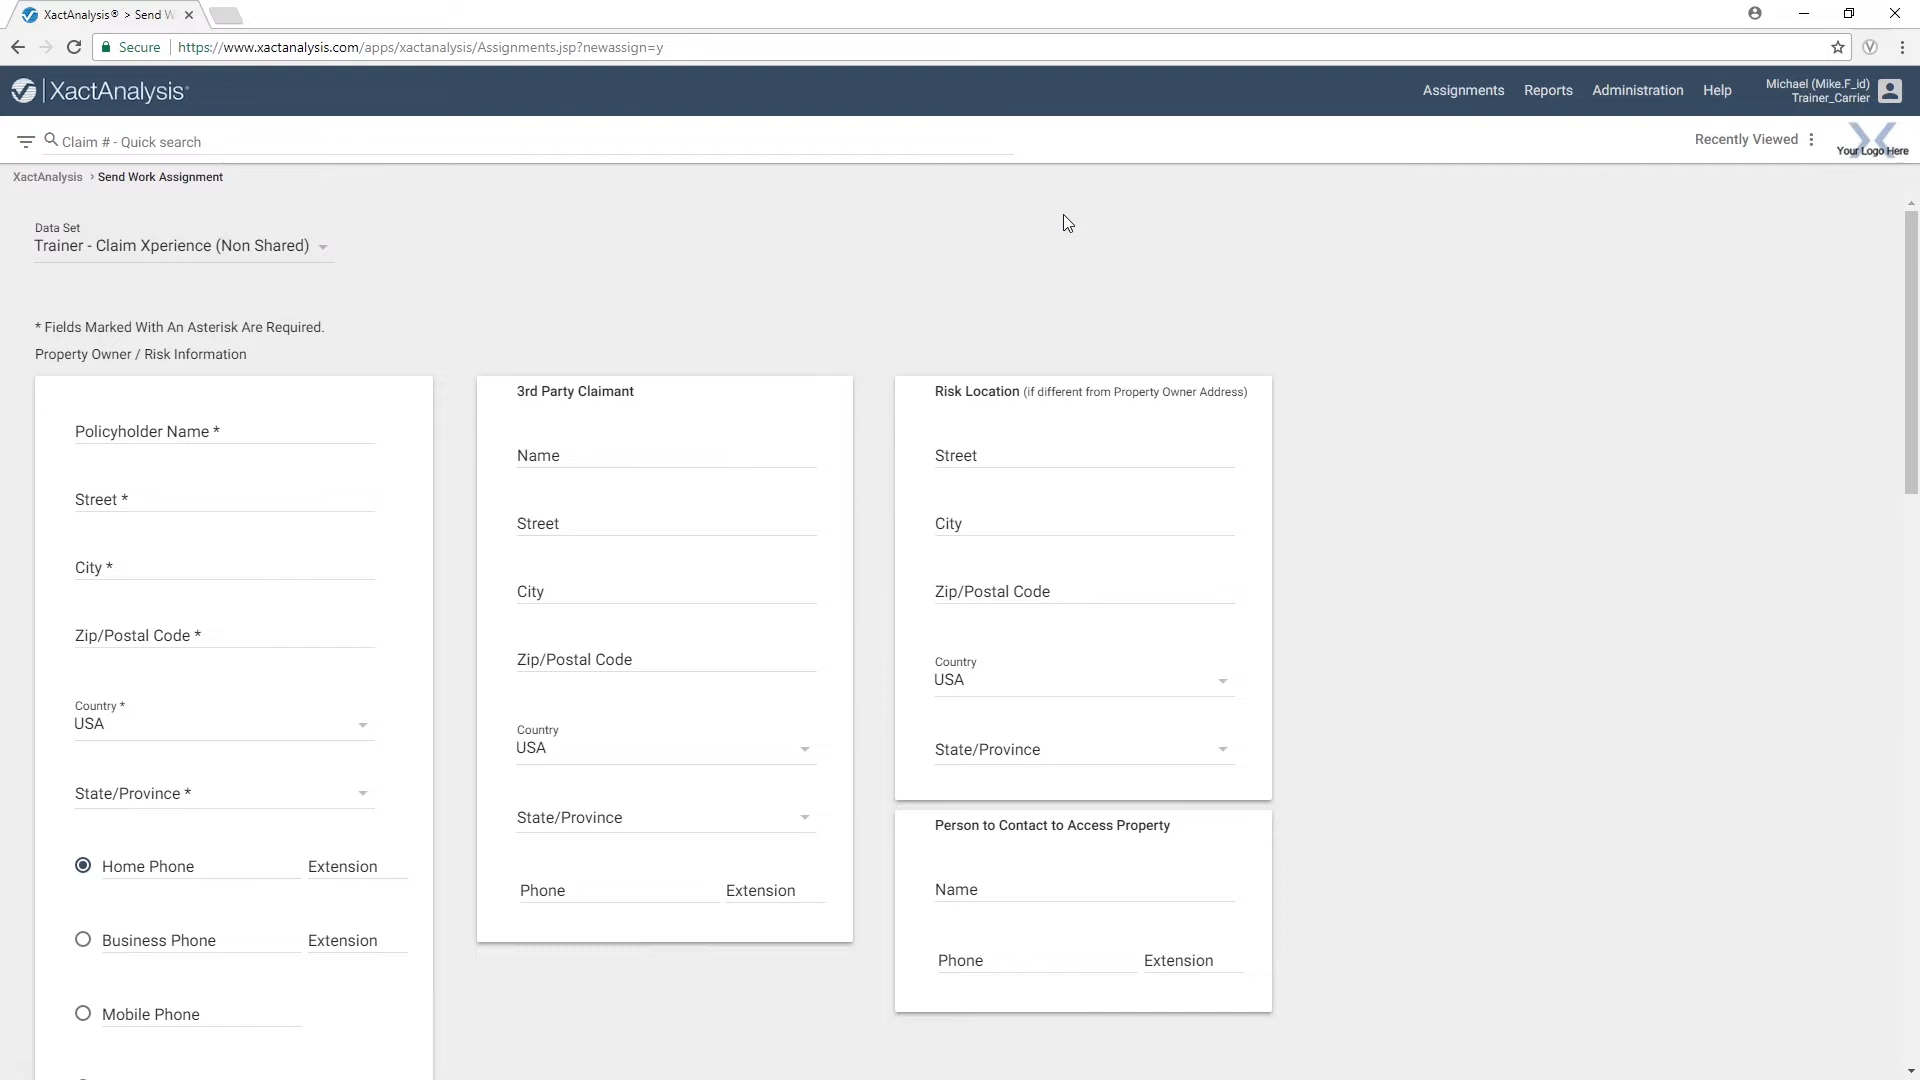 XactAnalysis® > Send W
Secure
https://www.xactanalysis.com/apps/xactanalysis/Assignments.jsp?newassign=y
XactAnalysis
Assignments
Reports
Administration
Help
Michael (Mike.F_id)
Trainer_Carrier
Claim # - Quick search
Recently Viewed
Your Logo Here
XactAnalysis > Send Work Assignment
Data Set
Trainer - Claim Xperience (Non Shared)
* Fields Marked With An Asterisk Are Required.
Property Owner / Risk Information
Policyholder Name *
Street *
City *
Zip/Postal Code *
Country *
USA
State/Province *
Home Phone
Extension
Business Phone
Extension
Mobile Phone
3rd Party Claimant
Name
Street
City
Zip/Postal Code
Country
USA
State/Province
Phone
Extension
Risk Location (if different from Property Owner Address)
Street
City
Zip/Postal Code
Country
USA
State/Province
Person to Contact to Access Property
Name
Phone
Extension